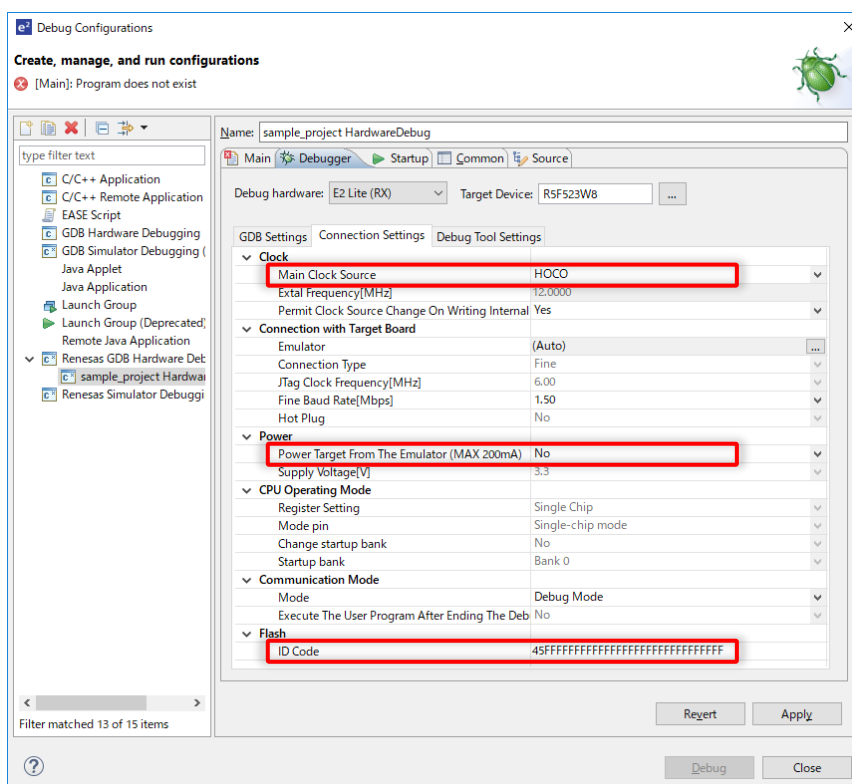 e² Debug Configurations
Create, manage, and run configurations
[Main]: Program does not exist
type filter text
C/C++ Application
C/C++ Remote Application
EASE Script
GDB Hardware Debugging
GDB Simulator Debugging (
Java Applet
Java Application
Launch Group
Launch Group (Deprecated)
Remote Java Application
Renesas GDB Hardware Deb
sample_project Hardwar
Renesas Simulator Debuggi
Filter matched 13 of 15 items
Name: sample_project HardwareDebug
Main Debugger Startup Common Source
Debug hardware: E2 Lite (RX) Target Device: R5F523W8 ...
GDB Settings Connection Settings Debug Tool Settings
Clock
Main Clock Source HOCO
Extal Frequency[MHz] 12.0000
Permit Clock Source Change On Writing Internal Yes
Connection with Target Board
Emulator (Auto) ...
Connection Type Fine
JTag Clock Frequency[MHz] 6.00
Fine Baud Rate[Mbps] 1.50
Hot Plug No
Power
Power Target From The Emulator (MAX 200mA) No
Supply Voltage[V] 3.3
CPU Operating Mode
Register Setting Single Chip
Mode pin Single-chip mode
Change startup bank No
Startup bank Bank 0
Communication Mode
Mode Debug Mode
Execute The User Program After Ending The Deb No
Flash
ID Code 45FFFFFFFFFFFFFFFFFFFFFFFFFFFFFF
Revert Apply
Debug Close